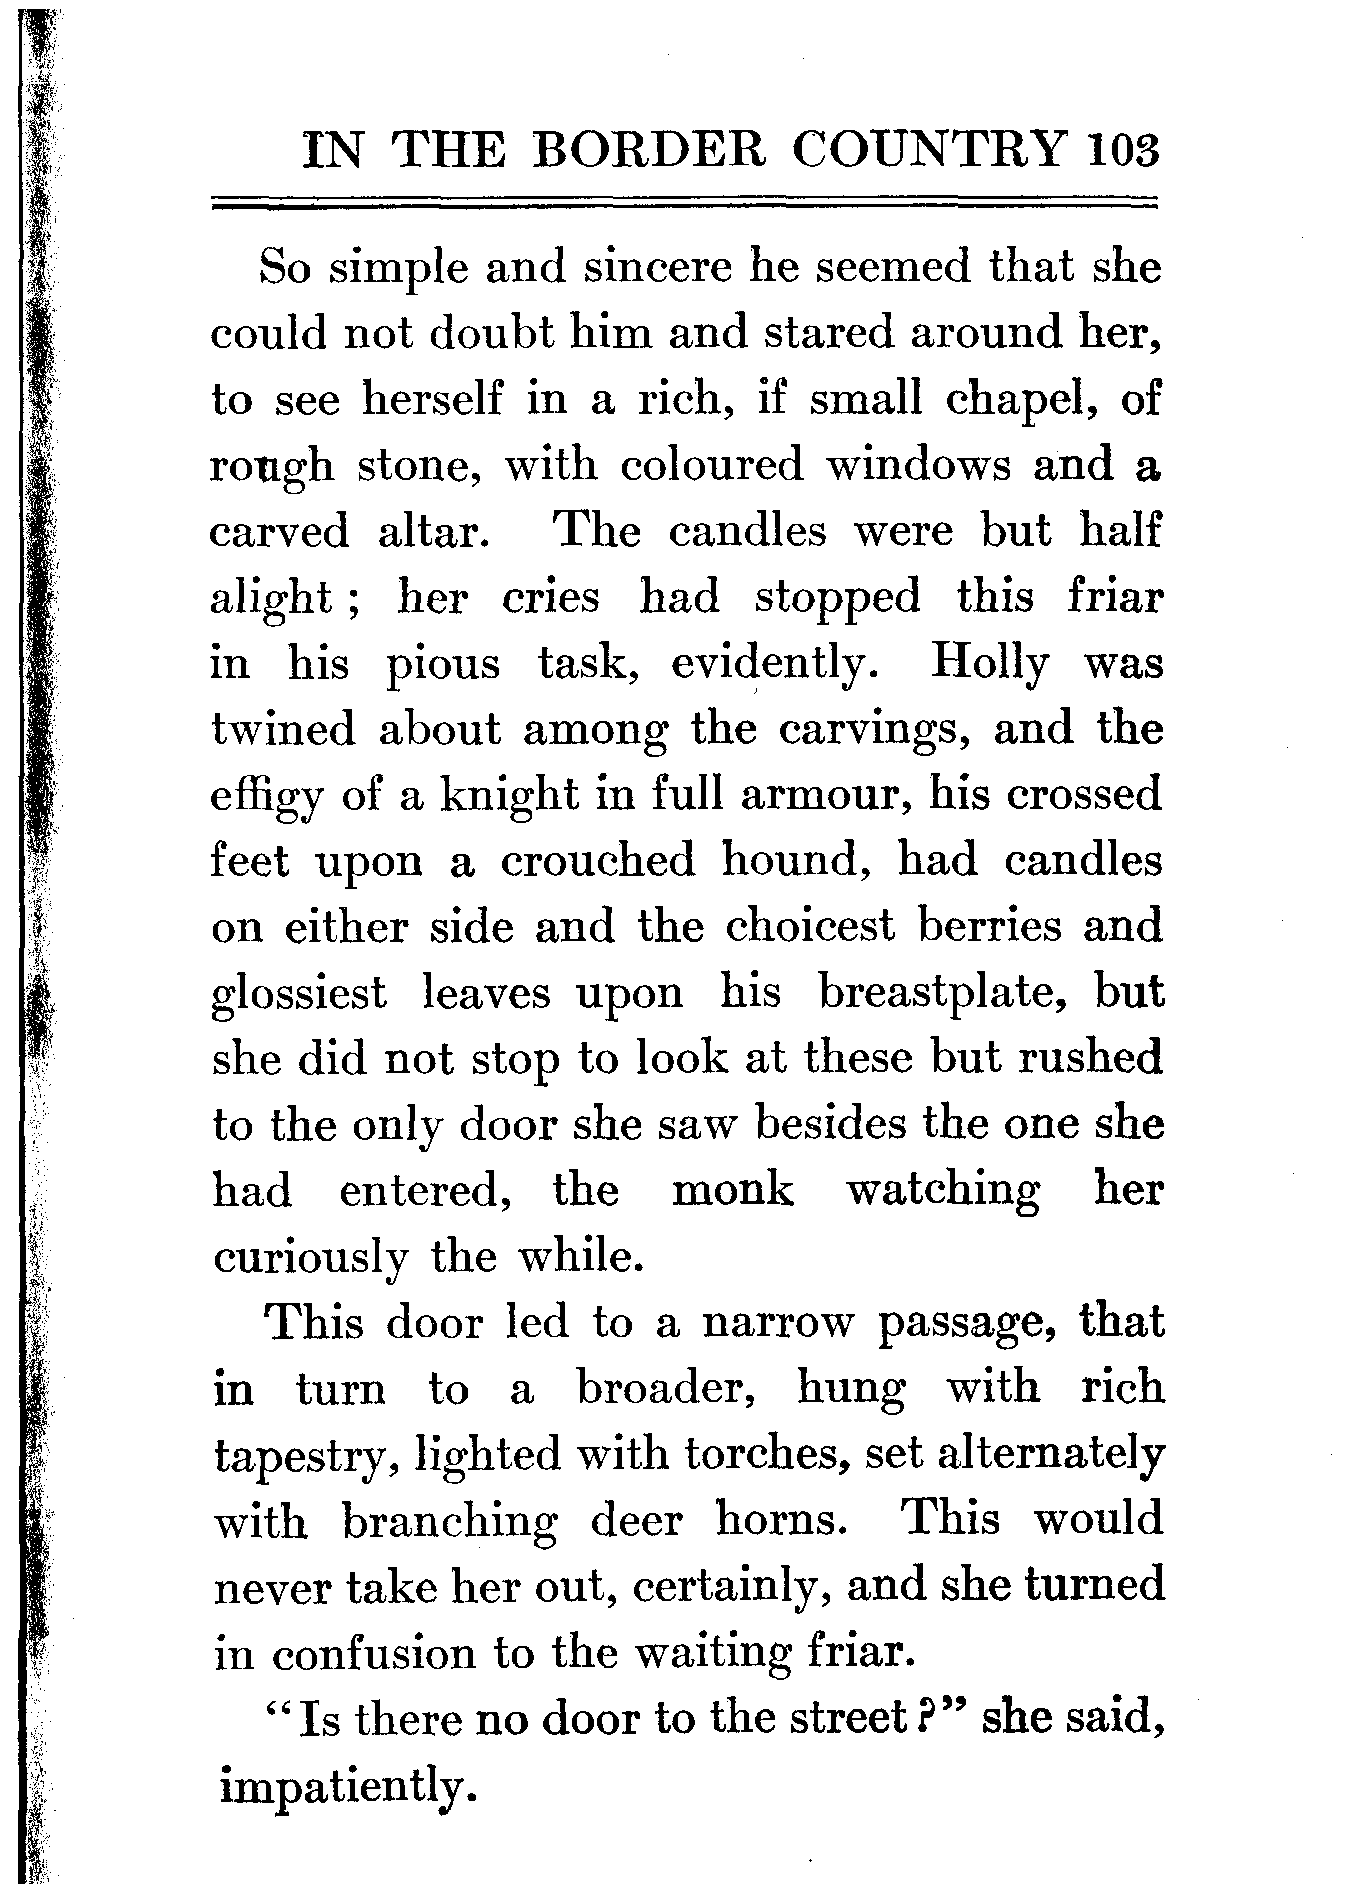 IN THE BORDER COUNTRY 103
So simple and sincere he seemed that she
could not doubt him and stared around her,
to see herself in a rich, if small chapel, of
rough stone, with coloured windows and a
carved altar. The candles were but half
alight ; her cries had stopped this friar
in his pious task, evidently. Holly was
twined about among the carvings, and the
effigy of a knight in full armour, his crossed
feet upon a crouched hound, had candles
on either side and the choicest berries and
glossiest leaves upon his breastplate, but
she did not stop to look at these but rushed
to the only door she saw besides the one she
had entered, the monk watching her
curiously the while.
This door led to a narrow passage, that
in turn to a broader, hung with rich
tapestry, lighted with torches, set alternately
with branching deer horns. This would
never take her out, certainly, and she turned
in confusion to the waiting friar.
“Is there no door to the street ?” she said,
impatiently.